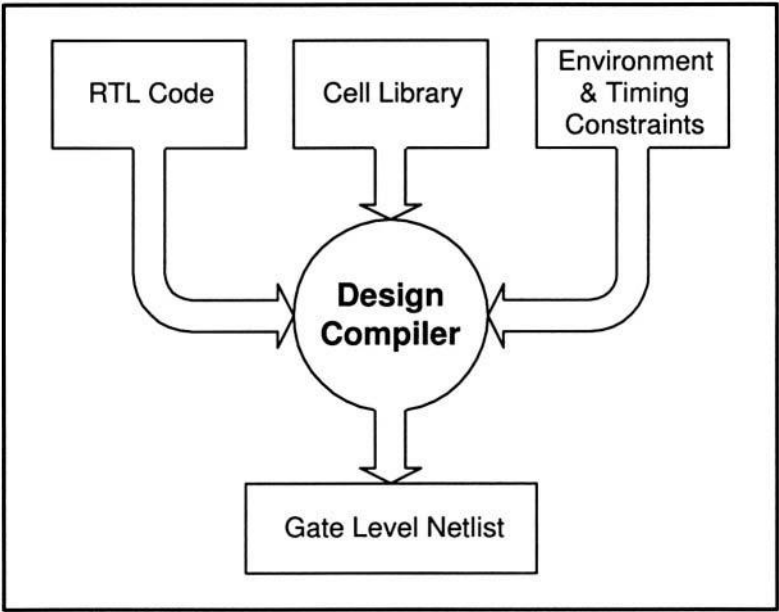 RTL Code
Cell Library
Environment
& Timing
Constraints
Design
Compiler
Gate Level Netlist